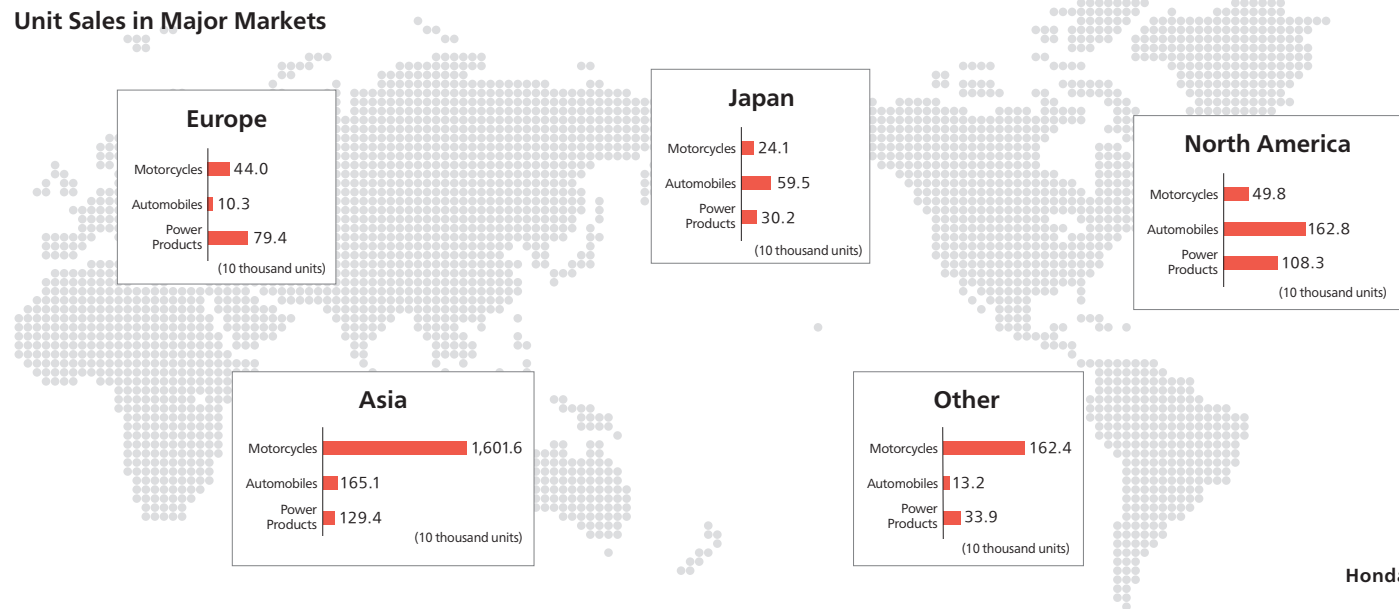 Unit Sales in Major Markets
Europe
Motorcycles 44.0
Automobiles 10.3
Power
Products 79.4
(10 thousand units)
Japan
Motorcycles 24.1
Automobiles 59.5
Power
Products 30.2
(10 thousand units)
North America
Motorcycles 49.8
Automobiles 162.8
Power
Products 108.3
(10 thousand units)
Asia
Motorcycles 1,601.6
Automobiles 165.1
Power
Products 129.4
(10 thousand units)
Other
Motorcycles 162.4
Automobiles 13.2
Power
Products 33.9
(10 thousand units)
Honda